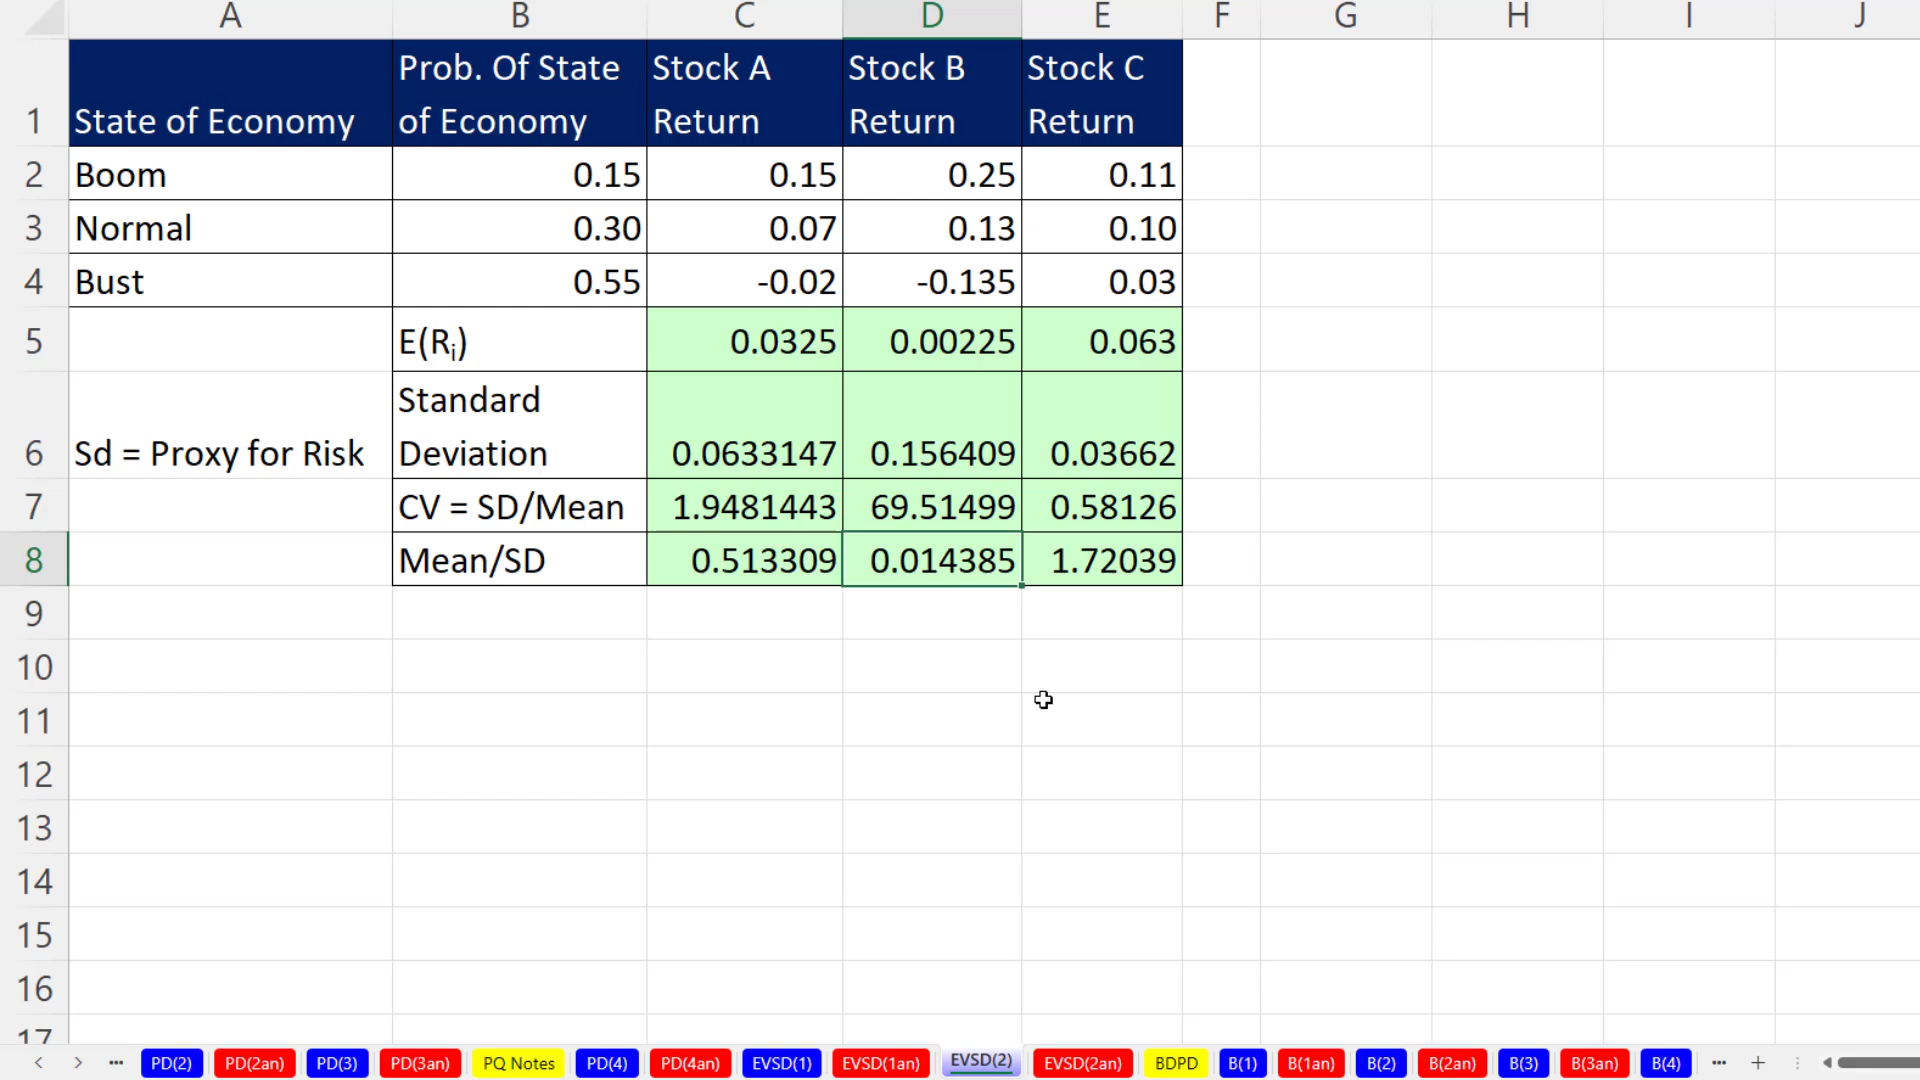 A B C D E F G H I J
Prob. Of State Stock A Stock B Stock C
1 State of Economy of Economy Return Return Return
2 Boom 0.15 0.15 0.25 0.11
3 Normal 0.30 0.07 0.13 0.10
4 Bust 0.55 -0.02 -0.135 0.03
5 E(Ri) 0.0325 0.00225 0.063
Standard
6 Sd = Proxy for Risk Deviation 0.0633147 0.156409 0.03662
7 CV = SD/Mean 1.9481443 69.51499 0.58126
8 Mean/SD 0.513309 0.014385 1.72039
9
10
11
12
13
14
15
16
17
PD(2) PD(2an) PD(3) PD(3an) PQ Notes PD(4) PD(4an) EVSD(1) EVSD(1an) EVSD(2) EVSD(2an) BDPD B(1) B(1an) B(2) B(2an) B(3) B(3an) B(4)